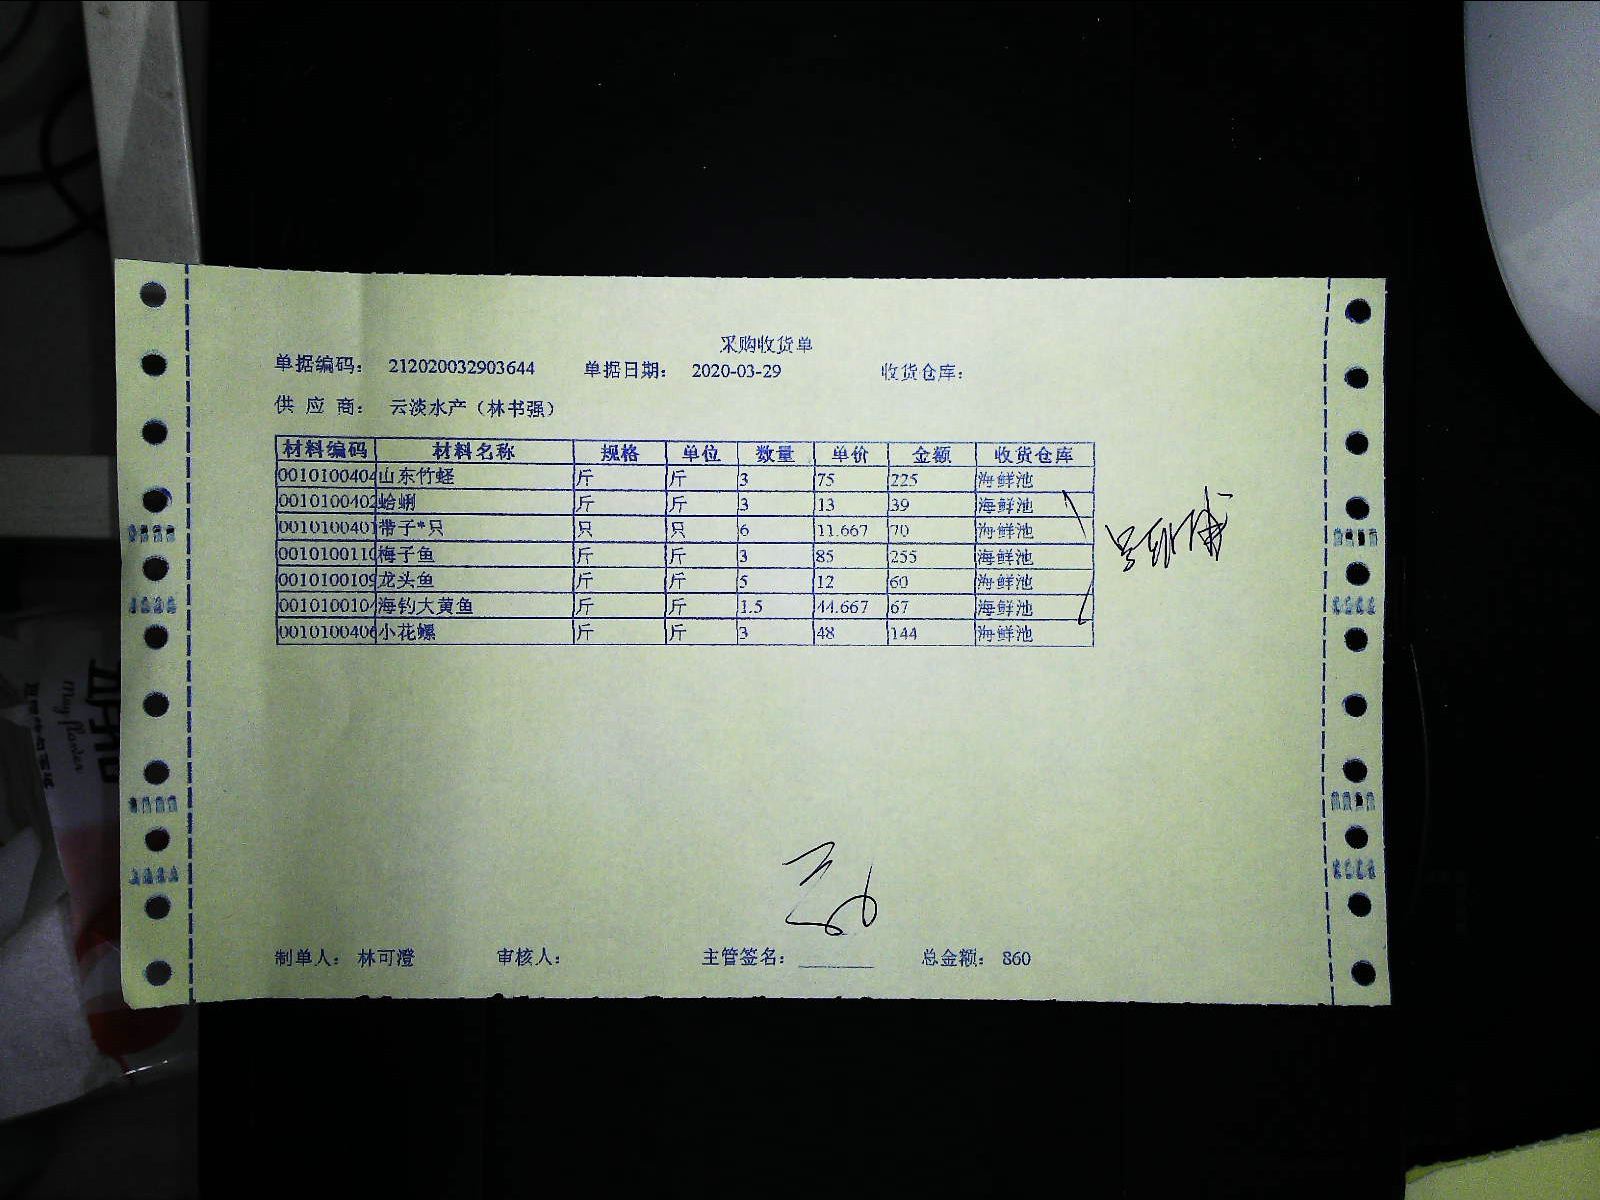 采购收货单
单据编码： 212020032903644 单据日期： 2020-03-29 收货仓库：
供 应 商： 云淡水产（林书强）
材料编码 材料名称 规格 单位 数量 单价 金额 收货仓库
0010100404 山东竹蛏 斤 斤 3 75 225 海鲜池
0010100402 蛤蜊 斤 斤 3 13 39 海鲜池
0010100401 带子*只 只 只 6 11.667 70 海鲜池
0010100110 梅子鱼 斤 斤 3 85 255 海鲜池
0010100109 龙头鱼 斤 斤 5 12 60 海鲜池
0010100104 海钓大黄鱼 斤 斤 1.5 44.667 67 海鲜池
0010100406 小花螺 斤 斤 3 48 144 海鲜池
制单人： 林可澄 审核人： 主管签名： 总金额： 860